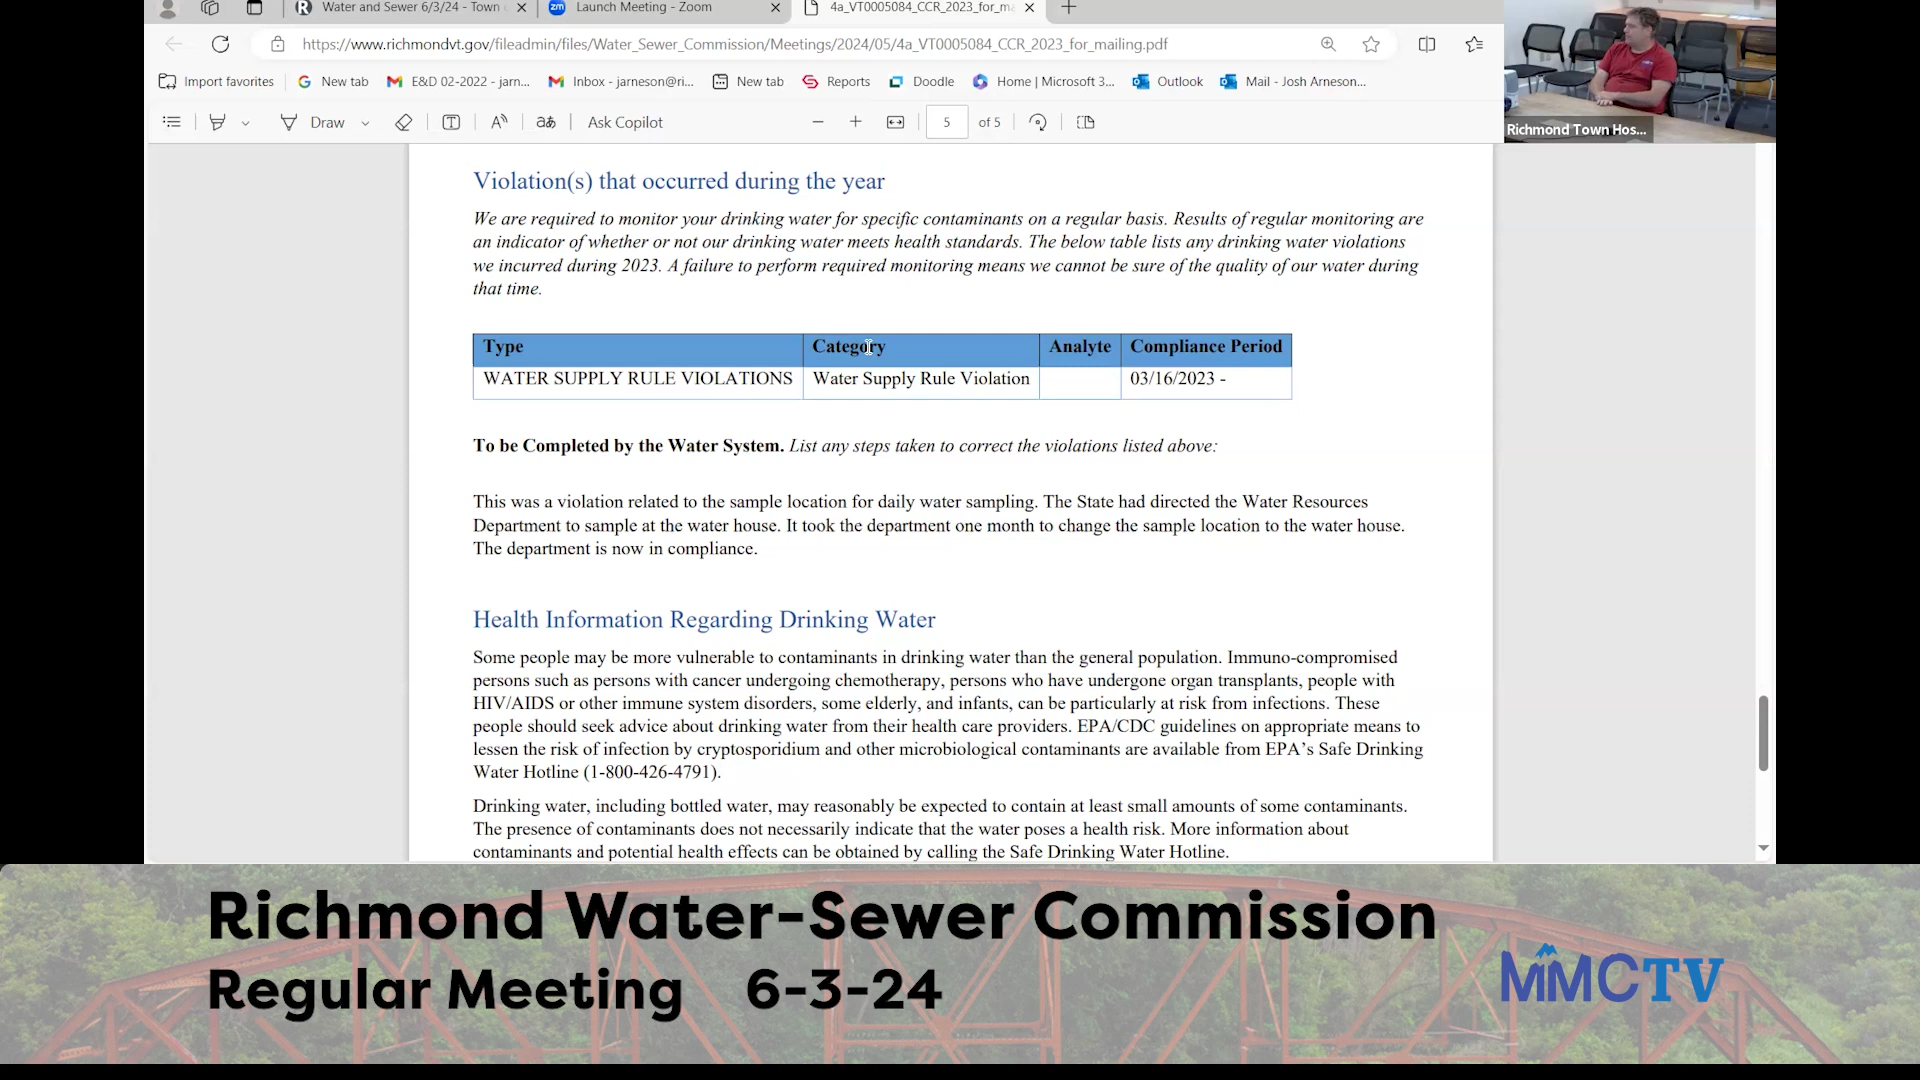 Water and Sewer 6/3/24 - Town
Launch Meeting - Zoom
4a_VT0005084_CCR_2023_for_ma
https://www.richmondvt.gov/fileadmin/files/Water_Sewer_Commission/Meetings/2024/05/4a_VT0005084_CCR_2023_for_mailing.pdf
Import favorites
New tab
E&D 02-2022 - jarn...
Inbox - jarneson@ri...
New tab
Reports
Doodle
Home | Microsoft 3...
Outlook
Mail - Josh Arneson...
Draw
Ask Copilot
5 of 5
Richmond Town Hos...
Violation(s) that occurred during the year
We are required to monitor your drinking water for specific contaminants on a regular basis. Results of regular monitoring are
an indicator of whether or not our drinking water meets health standards. The below table lists any drinking water violations
we incurred during 2023. A failure to perform required monitoring means we cannot be sure of the quality of our water during
that time.
Type Category Analyte Compliance Period
WATER SUPPLY RULE VIOLATIONS Water Supply Rule Violation 03/16/2023 -
To be Completed by the Water System. List any steps taken to correct the violations listed above:
This was a violation related to the sample location for daily water sampling. The State had directed the Water Resources
Department to sample at the water house. It took the department one month to change the sample location to the water house.
The department is now in compliance.
Health Information Regarding Drinking Water
Some people may be more vulnerable to contaminants in drinking water than the general population. Immuno-compromised
persons such as persons with cancer undergoing chemotherapy, persons who have undergone organ transplants, people with
HIV/AIDS or other immune system disorders, some elderly, and infants, can be particularly at risk from infections. These
people should seek advice about drinking water from their health care providers. EPA/CDC guidelines on appropriate means to
lessen the risk of infection by cryptosporidium and other microbiological contaminants are available from EPA’s Safe Drinking
Water Hotline (1-800-426-4791).
Drinking water, including bottled water, may reasonably be expected to contain at least small amounts of some contaminants.
The presence of contaminants does not necessarily indicate that the water poses a health risk. More information about
contaminants and potential health effects can be obtained by calling the Safe Drinking Water Hotline.
Richmond Water-Sewer Commission
Regular Meeting 6-3-24
MMCTV